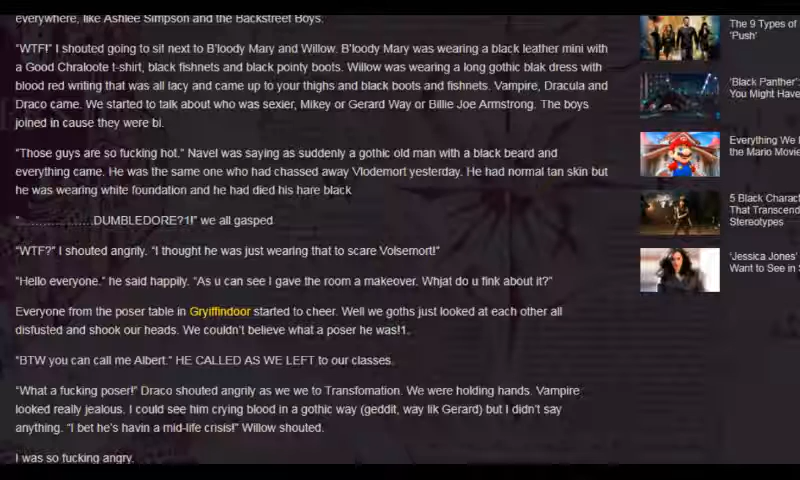 everywhere, like Ashlee Simpson and the Backstreet Boys.
"WTF!" I shouted going to sit next to B'loody Mary and Willow. B'loody Mary was wearing a black leather mini with
a Good Chraloote t-shirt, black fishnets and black pointy boots. Willow was wearing a long gothic blak dress with
blood red writing that was all lacy and came up to your thighs and black boots and fishnets. Vampire, Dracula and
Draco came. We started to talk about who was sexier, Mikey or Gerard Way or Billie Joe Armstrong. The boys
joined in cause they were bi.
"Those guys are so fucking hot." Navel was saying as suddenly a gothic old man with a black beard and
everything came. He was the same one who had chassed away Vlodemort yesterday. He had normal tan skin but
he was wearing white foundation and he had died his hare black
"………………DUMBLEDORE?1!" we all gasped.
"WTF?" I shouted angrily. "I thought he was just wearing that to scare Volsemort!"
"Hello everyone." he said happily. "As u can see I gave the room a makeover. Whjat do u fink about it?"
Everyone from the poser table in Gryiffindoor started to cheer. Well we goths just looked at each other all
disfusted and shook our heads. We couldn't believe what a poser he was!1.
"BTW you can call me Albert." HE CALLED AS WE LEFT to our classes.
"What a fucking poser!" Draco shouted angrily as we we to Transfomation. We were holding hands. Vampire
looked really jealous. I could see him crying blood in a gothic way (geddit, way lik Gerard) but I didn't say
anything. "I bet he's havin a mid-life crisis!" Willow shouted.
I was so fucking angry.
The 9 Types of
'Push'
'Black Panther':
You Might Have
Everything We
the Mario Movie
5 Black Charact
That Transcend
Stereotypes
'Jessica Jones'
Want to See in